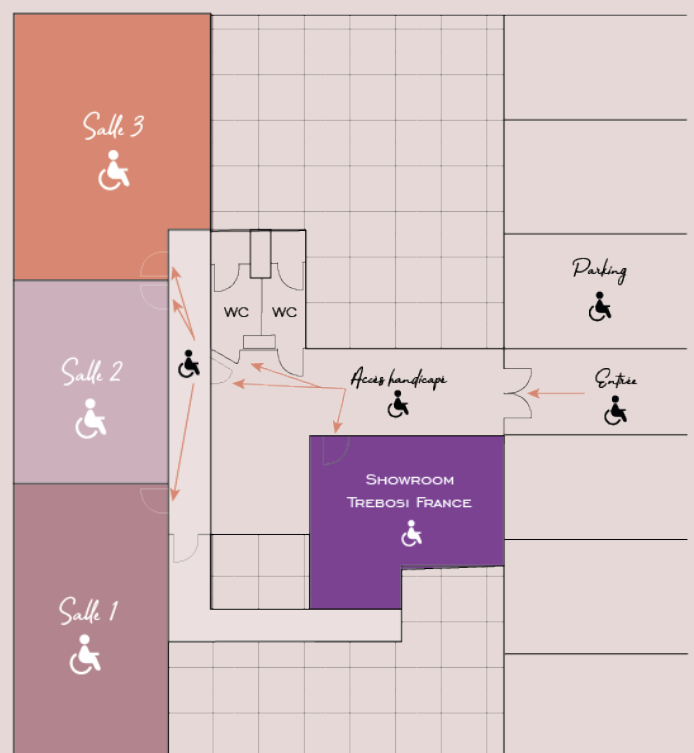 Salle 3
Parking
WC
WC
Salle 2
Accès handicapé
Entrée
SHOWROOM
TREBOSI FRANCE
Salle 1